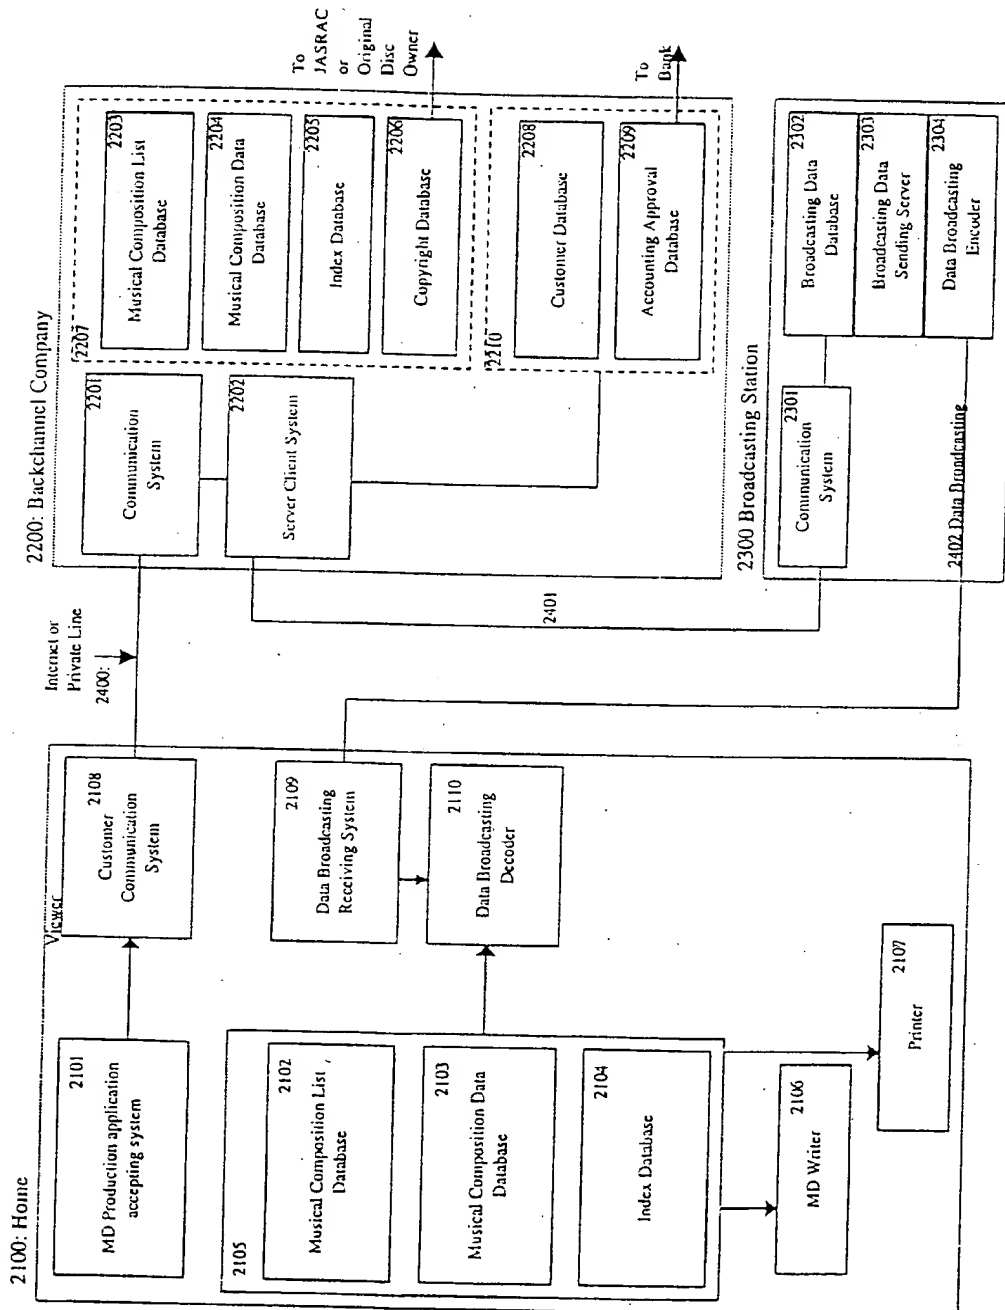 2100: Home
Viewer
2101
MD Production application
accepting system
2108
Customer
Communication
System
2105
2102
Musical Composition List
Database
2103
Musical Composition Data
Database
2104
Index Database
2109
Data Broadcasting
Receiving System
2110
Data Broadcasting
Decoder
2106
MD Writer
2107
Printer
Internet or
Private Line
2400:
2401
2200: Backchannel Company
2201
Communication
System
2202
Server Client System
2207
2203
Musical Composition List
Database
2204
Musical Composition Data
Database
2205
Index Database
2206
Copyright Database
To
JASRAC
or
Original
Disc
Owner
2210
2208
Customer Database
2209
Accounting Approval
Database
To
Bank
2300 Broadcasting Station
2301
Communication
System
2302
Broadcasting Data
Database
2303
Broadcasting Data
Sending Server
2304
Data Broadcasting
Encoder
2402 Data Broadcasting